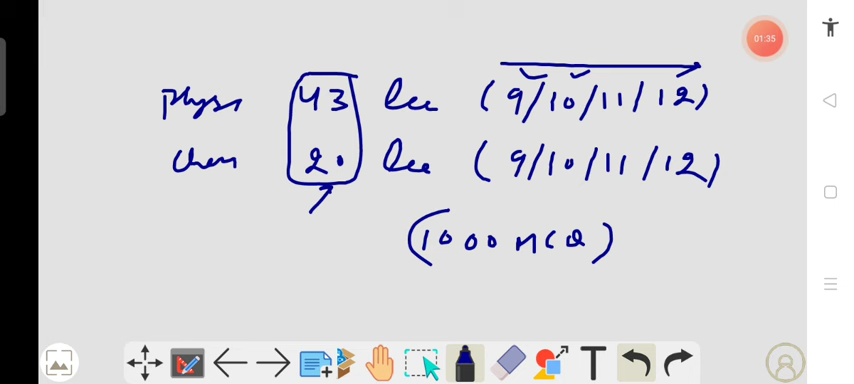 01:35
phys 43 lec (9/10/11/12)
chem 20 lec (9/10/11/12)
(1000 MCQ)
T